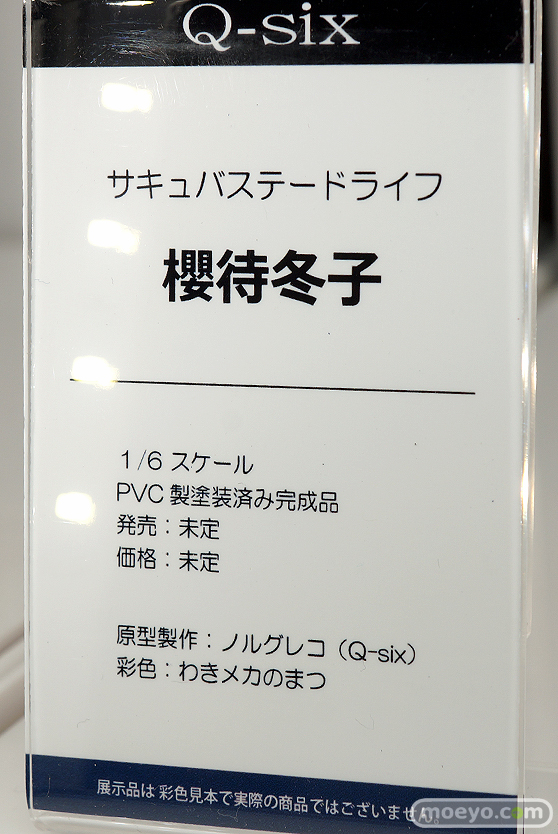 Q-six
サキュバステードライフ
櫻待冬子
1/6 スケール
PVC 製塗装済み完成品
発売：未定
価格：未定
原型製作：ノルグレコ（Q-six）
彩色：わきメカのまつ
展示品は彩色見本で実際の商品ではございません
moeyo.com